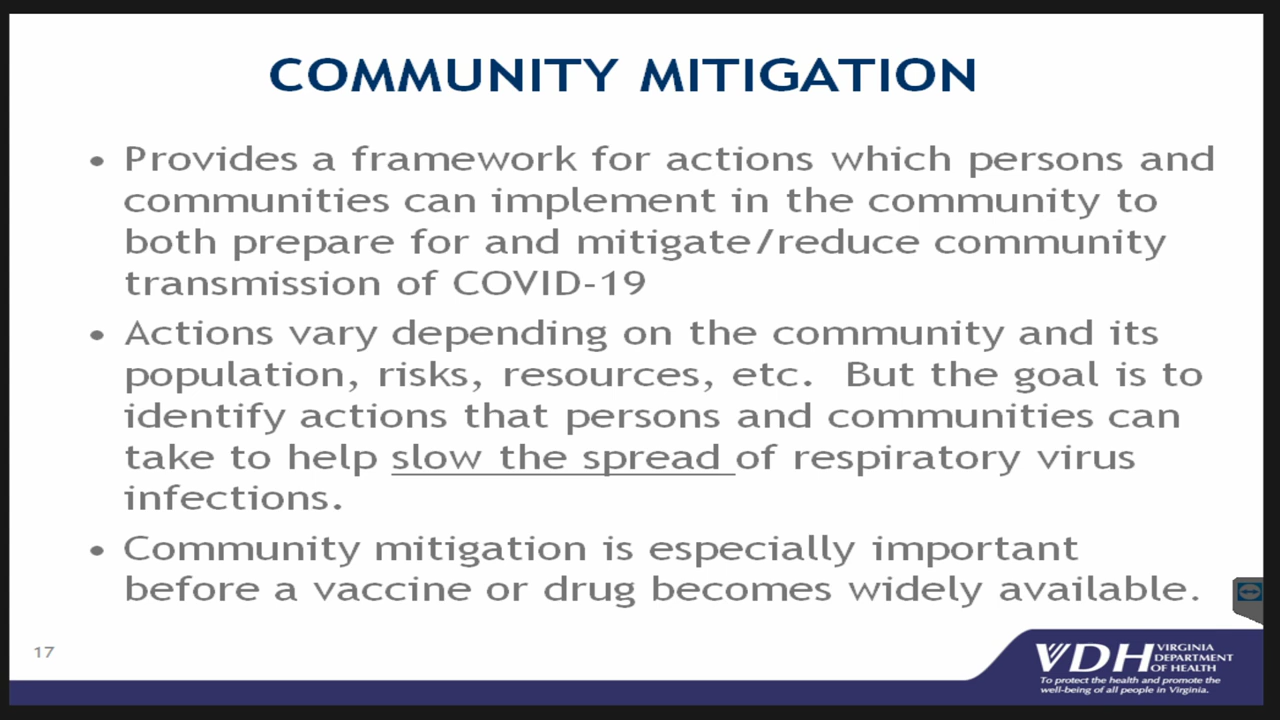 COMMUNITY MITIGATION
• Provides a framework for actions which persons and
communities can implement in the community to
both prepare for and mitigate/reduce community
transmission of COVID-19
• Actions vary depending on the community and its
population, risks, resources, etc.  But the goal is to
identify actions that persons and communities can
take to help slow the spread of respiratory virus
infections.
• Community mitigation is especially important
before a vaccine or drug becomes widely available.
17
VDH VIRGINIA
DEPARTMENT
OF HEALTH
To protect the health and promote the
well-being of all people in Virginia.